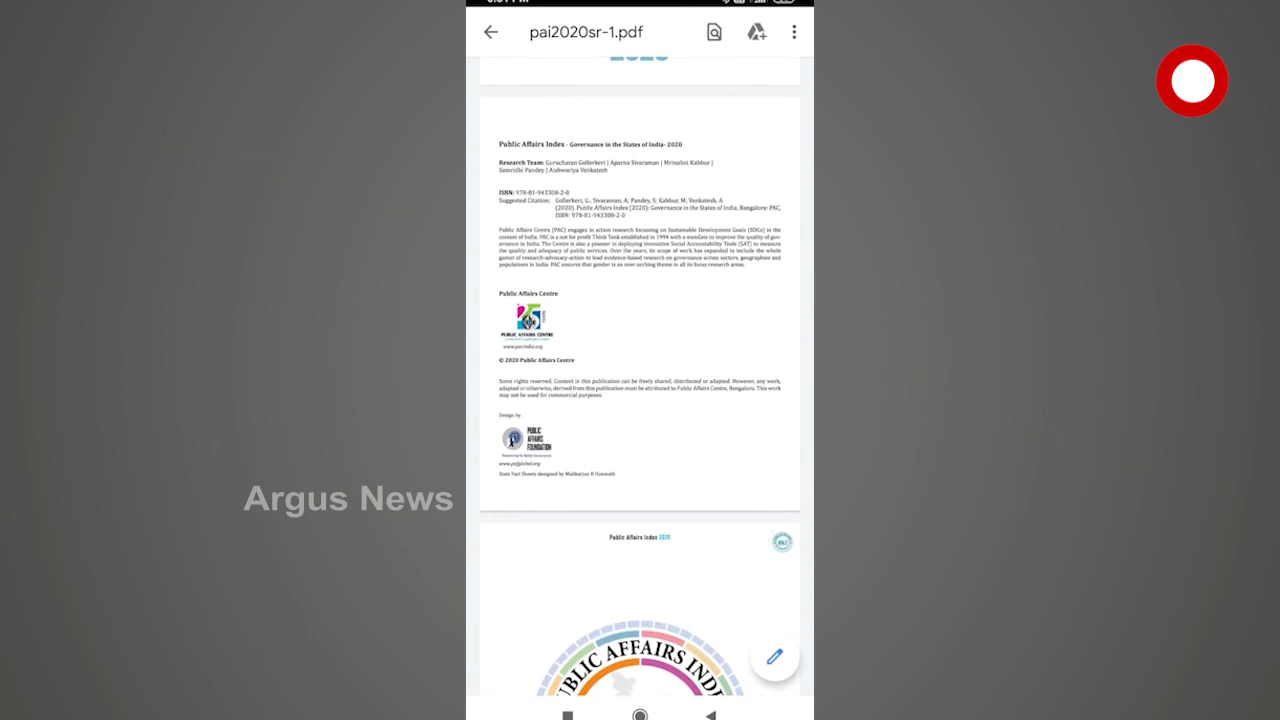 pai2020sr-1.pdf
2020
Public Affairs Index - Governance in the States of India- 2020
Research Team: Gurucharan Gollerkeri | Aparna Sivaraman | Mrinalini Kabbur |
Samridhi Pandey | Aishwariya Venkatesh
ISBN: 978-81-943308-2-0
Suggested Citation: Gollerkeri, G.; Sivaraman, A; Pandey, S; Kabbur, M; Venkatesh, A
(2020). Public Affairs Index (2020): Governance in the States of India, Bangalore: PAC,
ISBN: 978-81-943308-2-0
Public Affairs Centre (PAC) engages in action research focussing on Sustainable Development Goals (SDGs) in the
context of India. PAC is a not for profit Think Tank established in 1994 with a mandate to improve the quality of gov-
ernance in India. The Centre is also a pioneer in deploying innovative Social Accountability Tools (SAT) to measure
the quality and adequacy of public services. Over the years, its scope of work has expanded to include the whole
gamut of research-advocacy-action to lead evidence-based research on governance across sectors, geographies and
populations in India. PAC ensures that gender is an over-arching theme in all its focus research areas.
Public Affairs Centre
PUBLIC AFFAIRS CENTRE
www.pacindia.org
© 2020 Public Affairs Centre
Some rights reserved. Content in this publication can be freely shared, distributed or adapted. However, any work,
adapted or otherwise, derived from this publication must be attributed to Public Affairs Centre, Bengaluru. This work
may not be used for commercial purposes.
Design by
PUBLIC
AFFAIRS
FOUNDATION
www.pafglobal.org
State Fact Sheets designed by Mallikarjun R Hosmath
Argus News
Public Affairs Index 2020
PUBLIC AFFAIRS INDE